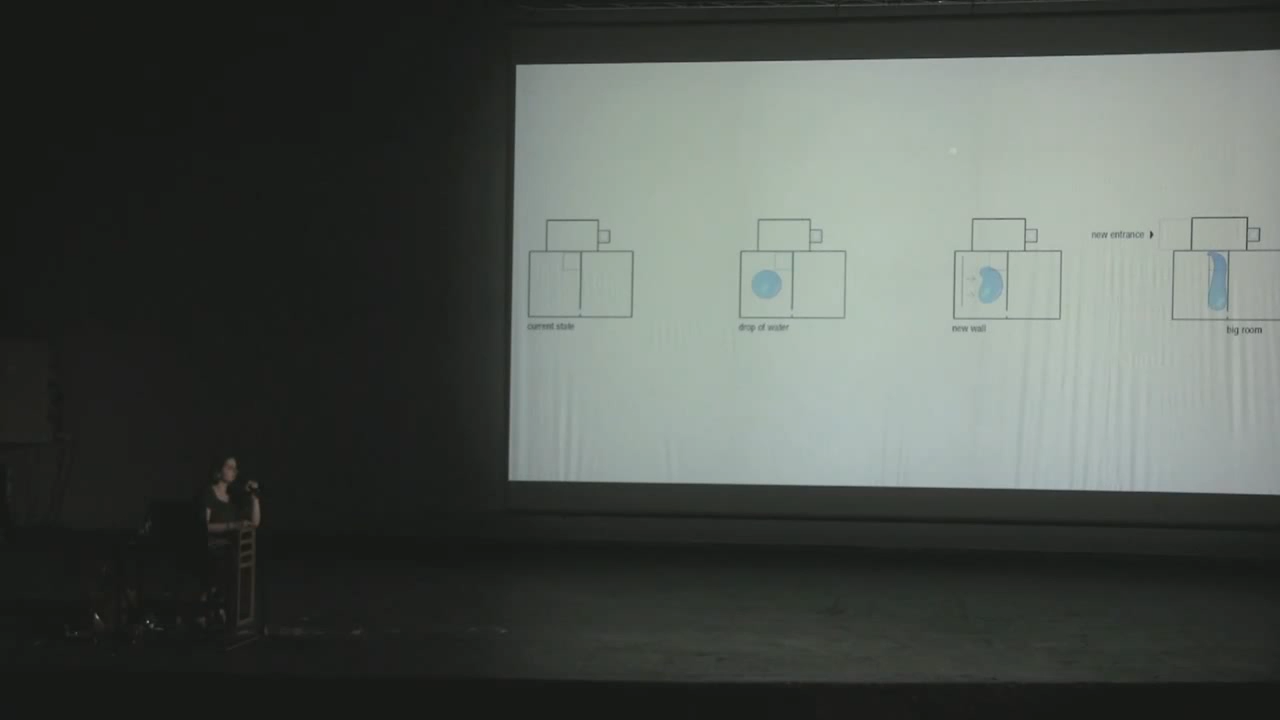 new entrance
current state
drop of water
new wall
big room